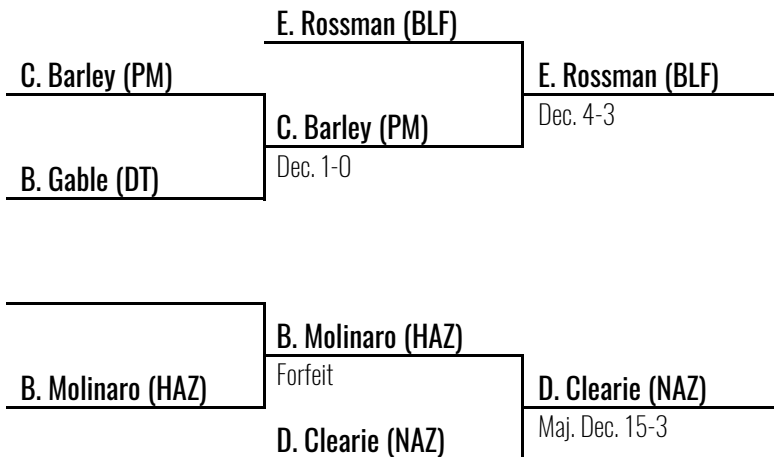 E. Rossman (BLF)
C. Barley (PM)
E. Rossman (BLF)
Dec. 4-3
C. Barley (PM)
Dec. 1-0
B. Gable (DT)
B. Molinaro (HAZ)
Forfeit
B. Molinaro (HAZ)
D. Clearie (NAZ)
Maj. Dec. 15-3
D. Clearie (NAZ)